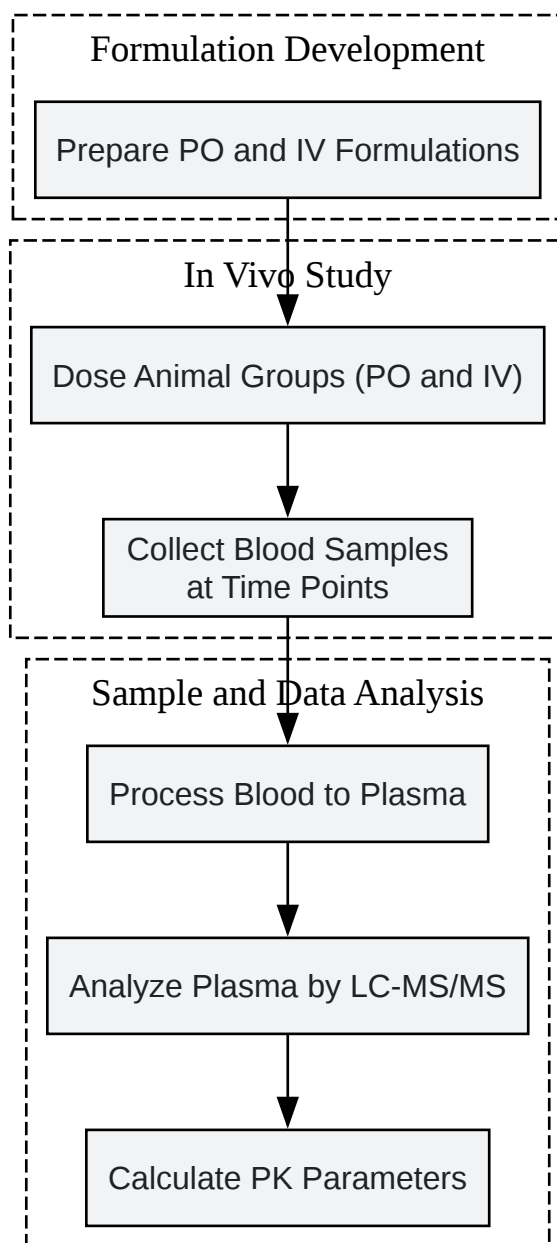 Formulation Development
Prepare PO and IV Formulations
In Vivo Study
Dose Animal Groups (PO and IV)
Collect Blood Samples
at Time Points
Sample and Data Analysis
Process Blood to Plasma
Analyze Plasma by LC-MS/MS
Calculate PK Parameters